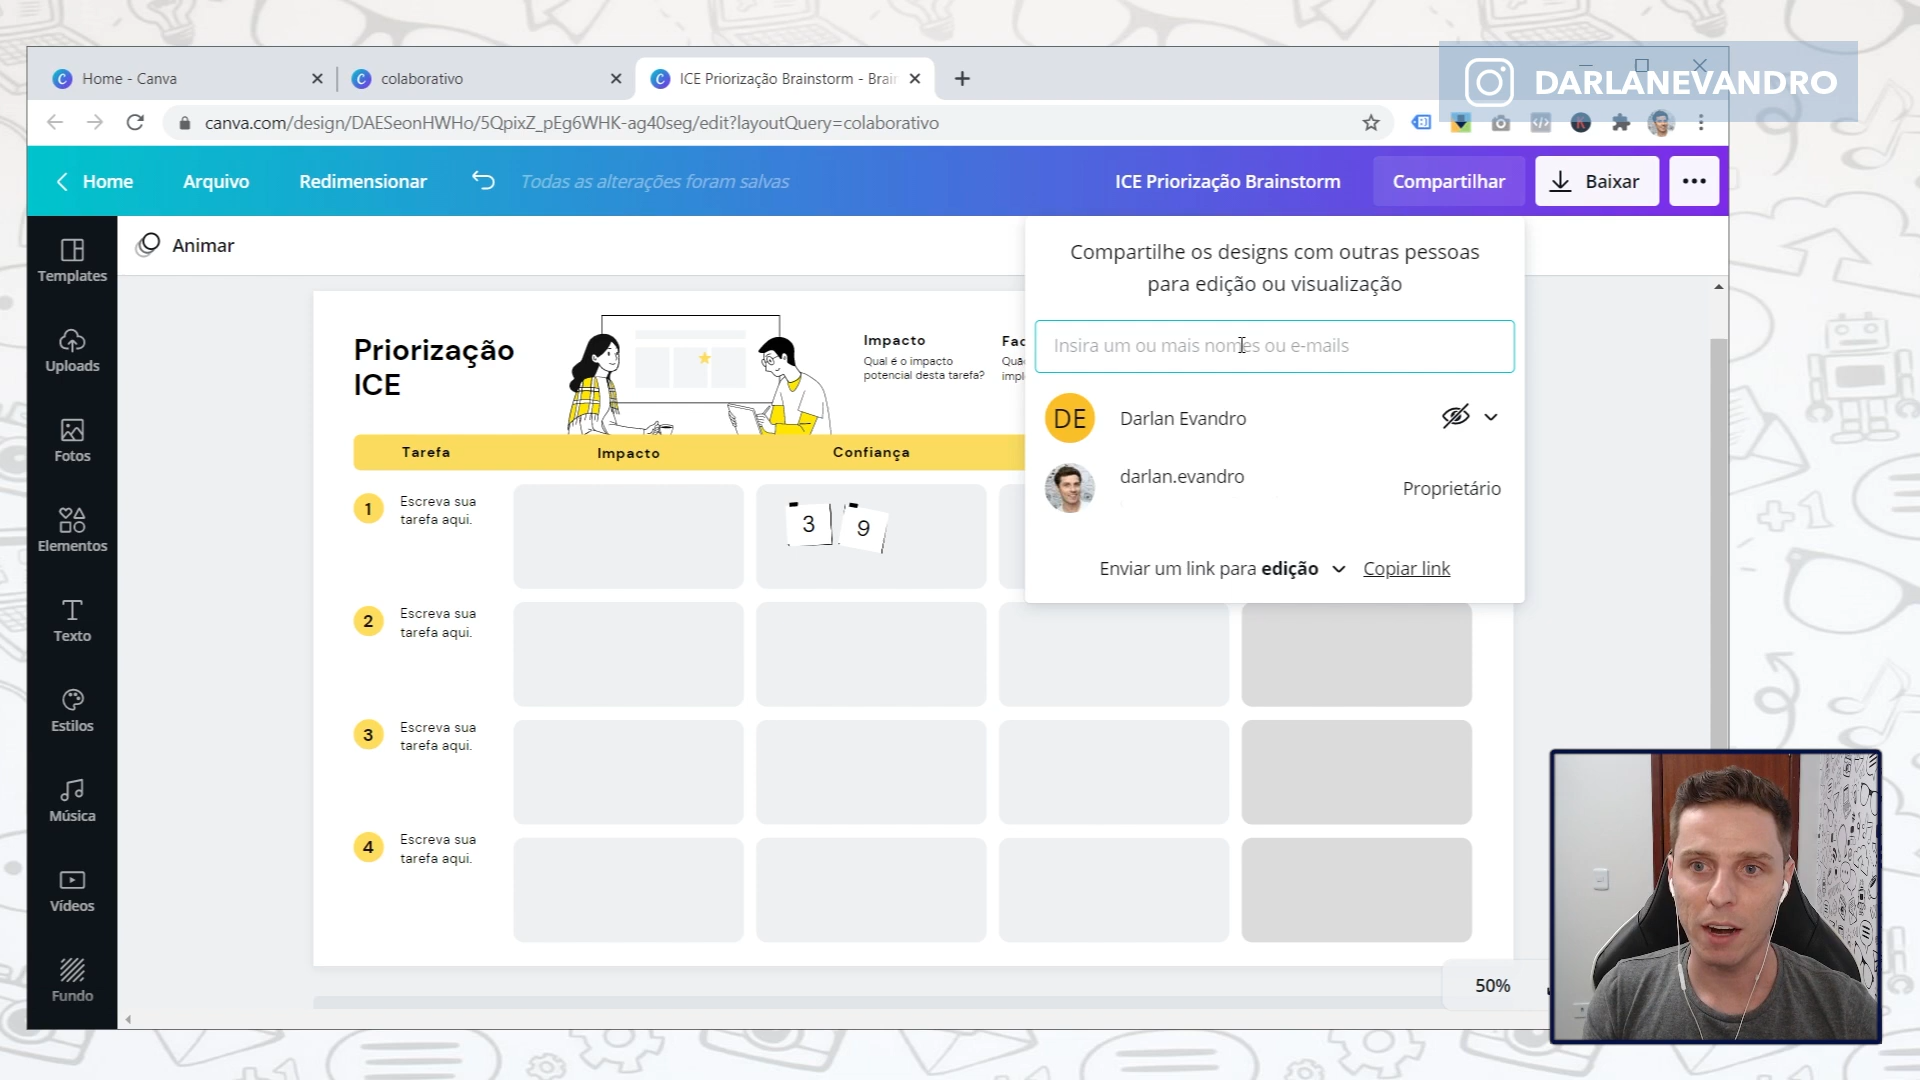 DARLANEVANDRO
Home - Canva
colaborativo
ICE Priorização Brainstorm - Brain
canva.com/design/DAESeonHWHo/5QpixZ_pEg6WHK-ag40seg/edit?layoutQuery=colaborativo
Home
Arquivo
Redimensionar
Todas as alterações foram salvas
ICE Priorização Brainstorm
Compartilhar
Baixar
Templates
Uploads
Fotos
Elementos
Texto
Estilos
Música
Vídeos
Fundo
Animar
Compartilhe os designs com outras pessoas
para edição ou visualização
Insira um ou mais nomes ou e-mails
DE
Darlan Evandro
darlan.evandro
Proprietário
Enviar um link para edição
Copiar link
Priorização
ICE
Impacto
Qual é o impacto
potencial desta tarefa?
Fac
Qua
impl
Tarefa
Impacto
Confiança
1
Escreva sua
tarefa aqui.
3
9
2
Escreva sua
tarefa aqui.
3
Escreva sua
tarefa aqui.
4
Escreva sua
tarefa aqui.
50%